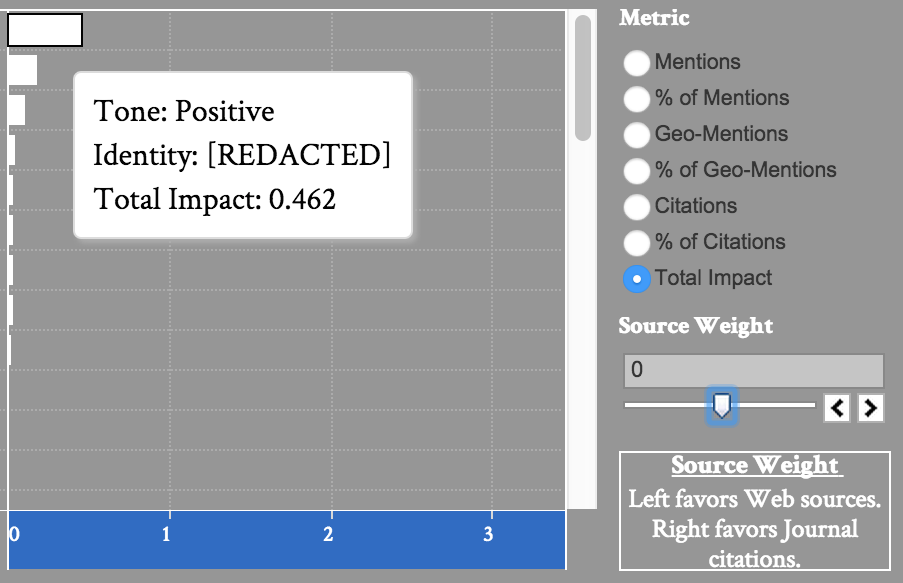 Tone: Positive
Identity: [REDACTED]
Total Impact: 0.462
0 1 2 3
Metric
Mentions
% of Mentions
Geo-Mentions
% of Geo-Mentions
Citations
% of Citations
Total Impact
Source Weight
0
Source Weight
Left favors Web sources.
Right favors Journal
citations.